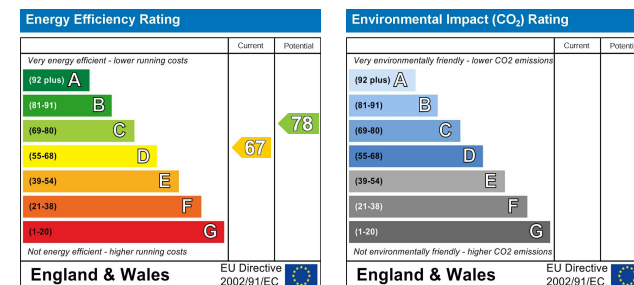 Energy Efficiency Rating
Current Potential
Very energy efficient - lower running costs
(92 plus) A
(81-91) B
(69-80) C
78
(55-68) D
67
(39-54) E
(21-38) F
(1-20) G
Not energy efficient - higher running costs
England & Wales
EU Directive
2002/91/EC
Environmental Impact (CO₂) Rating
Current Potenti
Very environmentally friendly - lower CO2 emissions
(92 plus) A
(81-91) B
(69-80) C
(55-68) D
(39-54) E
(21-38) F
(1-20) G
Not environmentally friendly - higher CO2 emissions
England & Wales
EU Directive
2002/91/EC